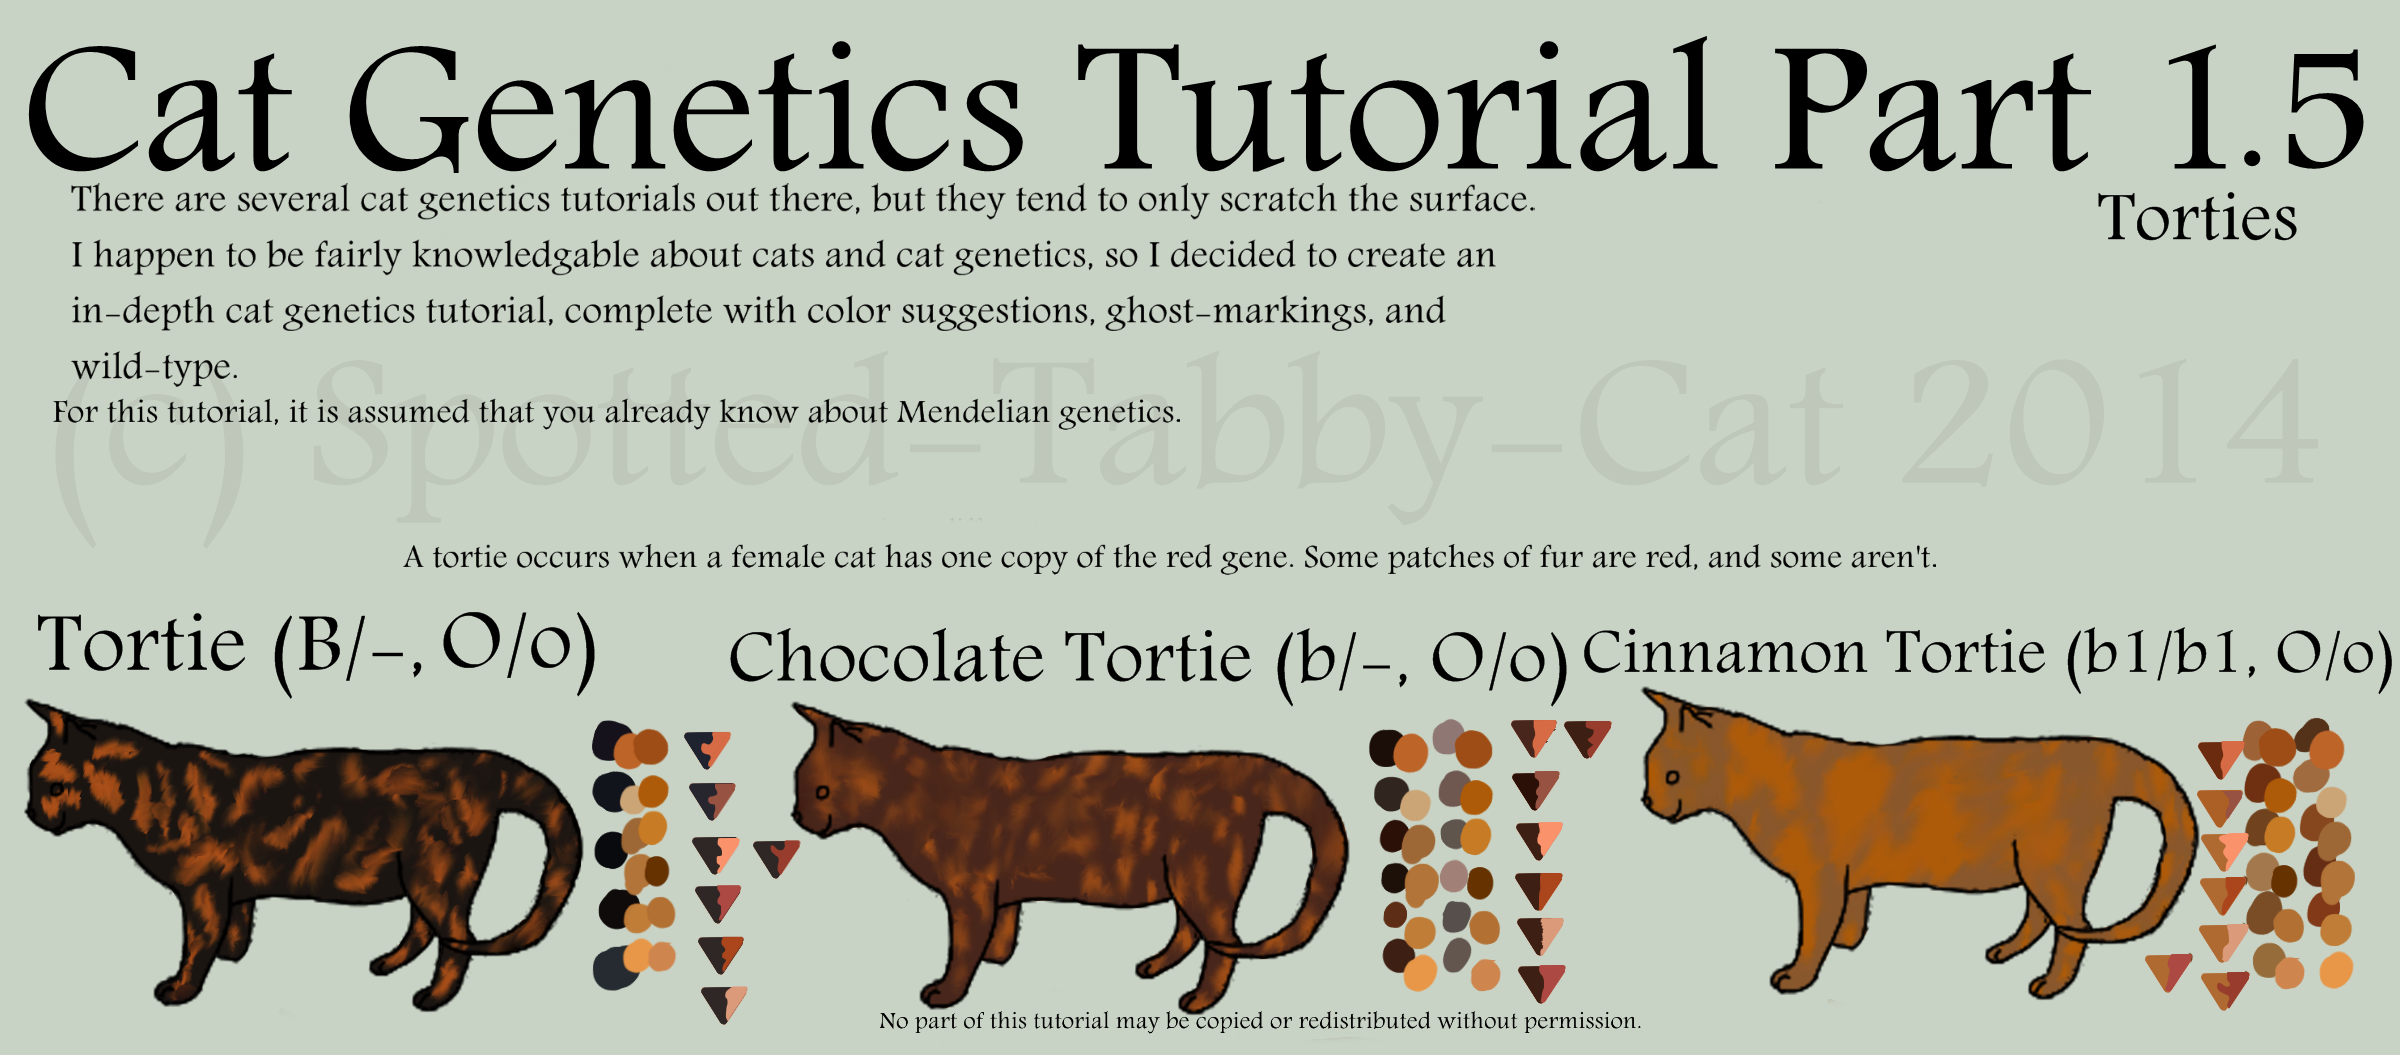 Cat Genetics Tutorial Part 1.5
Torties
There are several cat genetics tutorials out there, but they tend to only scratch the surface.
I happen to be fairly knowledgable about cats and cat genetics, so I decided to create an
in-depth cat genetics tutorial, complete with color suggestions, ghost-markings, and
wild-type.
For this tutorial, it is assumed that you already know about Mendelian genetics.
(c) Spotted-Tabby-Cat 2014
A tortie occurs when a female cat has one copy of the red gene. Some patches of fur are red, and some aren't.
Tortie (B/-, O/o)
Chocolate Tortie (b/-, O/o)
Cinnamon Tortie (b1/b1, O/o)
No part of this tutorial may be copied or redistributed without permission.